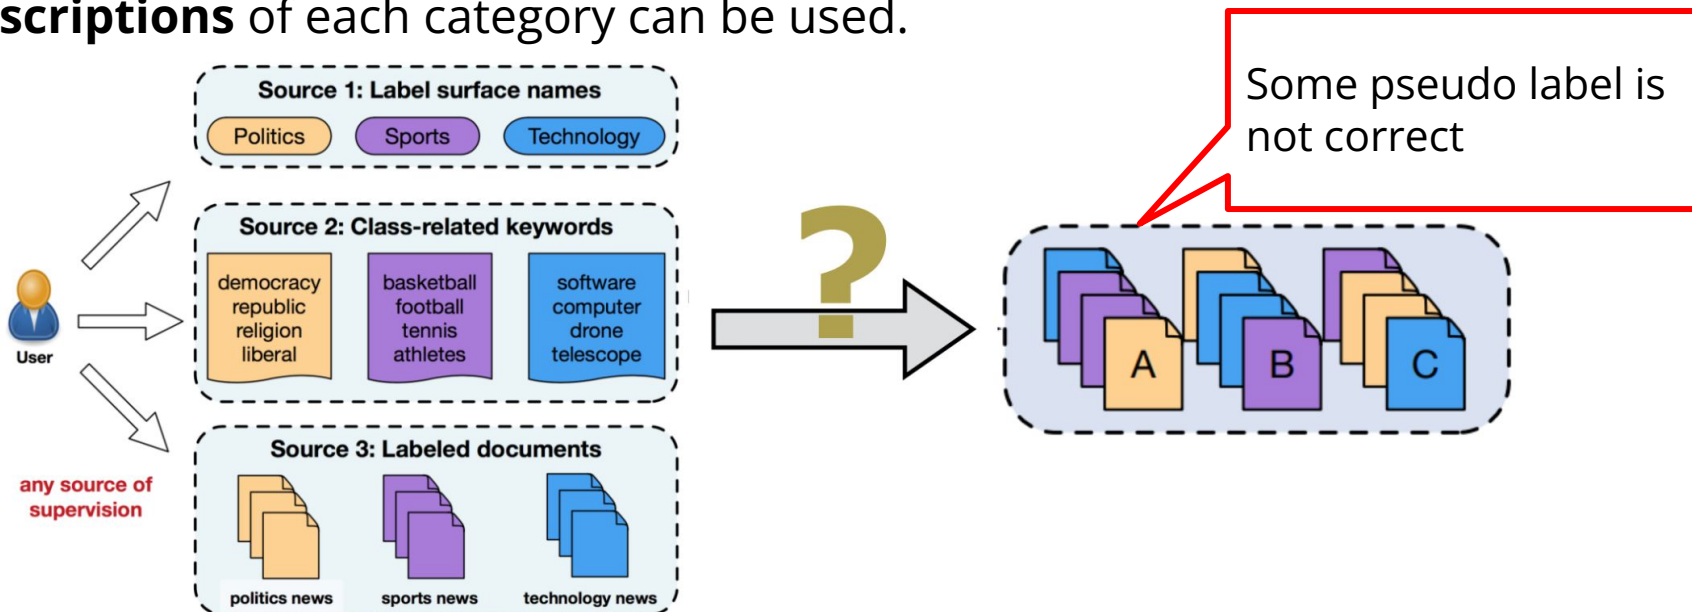 scriptions of each category can be used.
Some pseudo label is
not correct
Source 1: Label surface names
Politics Sports Technology
Source 2: Class-related keywords
democracy
republic
religion
liberal
basketball
football
tennis
athletes
software
computer
drone
telescope
User
any source of
supervision
Source 3: Labeled documents
politics news sports news technology news
?
A B C